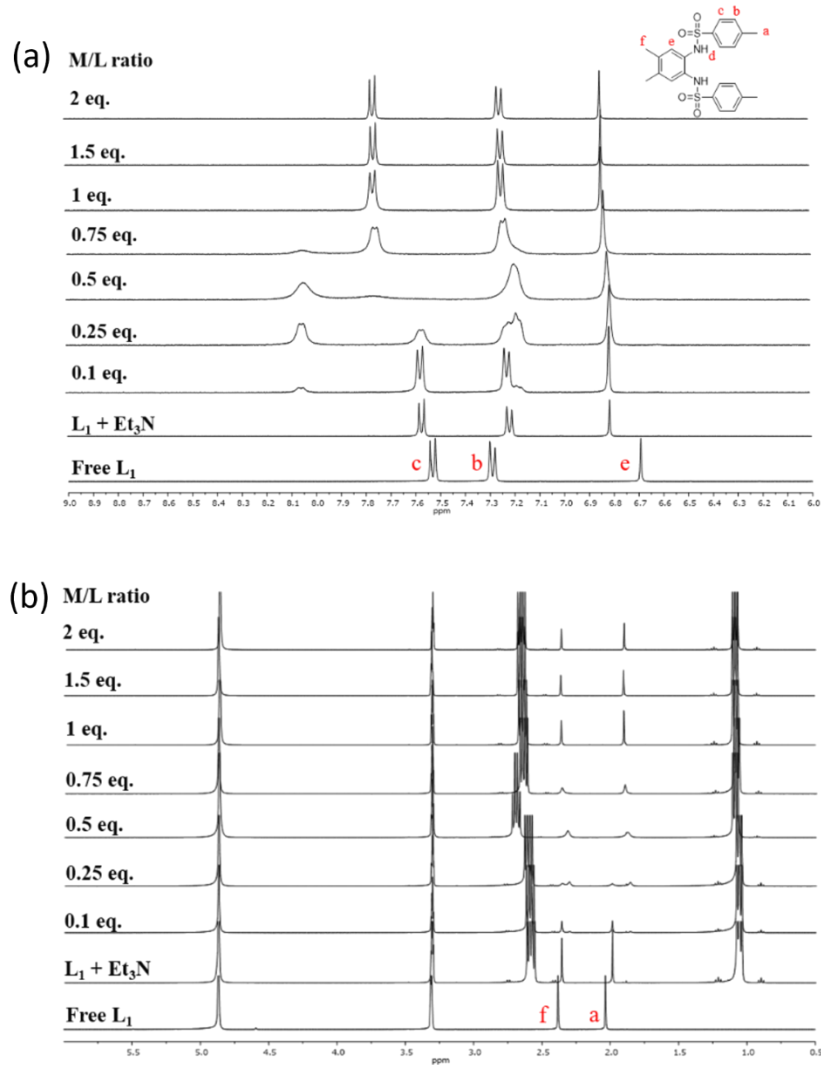 (a)
M/L ratio
2 eq.
1.5 eq.
1 eq.
0.75 eq.
0.5 eq.
0.25 eq.
0.1 eq.
L₁ + Et₃N
Free L₁
c b e
c b
O S a
O NH d
f e
NH
O S
O
9.0 8.9 8.8 8.7 8.6 8.5 8.4 8.3 8.2 8.1 8.0 7.9 7.8 7.7 7.6 7.5 7.4 7.3 7.2 7.1 7.0 6.9 6.8 6.7 6.6 6.5 6.4 6.3 6.2 6.1 6.0
ppm
(b)
M/L ratio
2 eq.
1.5 eq.
1 eq.
0.75 eq.
0.5 eq.
0.25 eq.
0.1 eq.
L₁ + Et₃N
Free L₁
f a
5.0 4.5 4.0 3.5 3.0 2.5 2.0 1.5 1.0 0.5
ppm